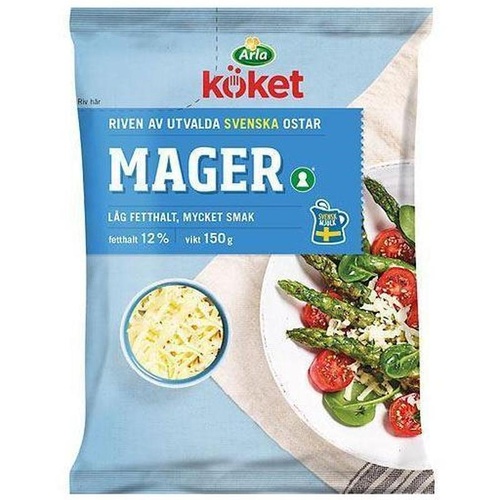 Arla
köket
Riv här
RIVEN AV UTVALDA SVENSKA OSTAR
MAGER
LÅG FETTHALT, MYCKET SMAK
fetthalt 12% vikt 150g
SVENSK
MJÖLK